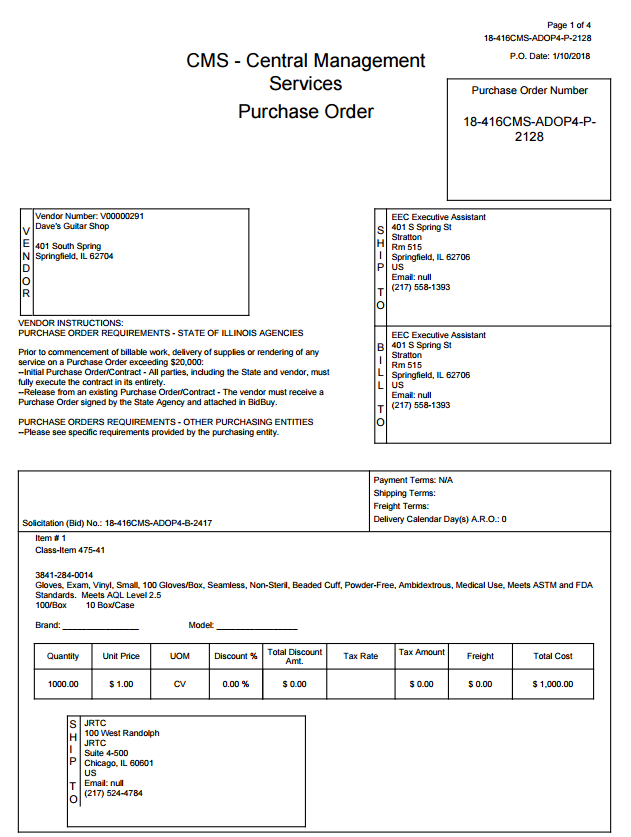 Page 1 of 4
18-416CMS-ADOP4-P-2128
P.O. Date: 1/10/2018
CMS - Central Management
Services
Purchase Order
Purchase Order Number
18-416CMS-ADOP4-P-
2128
VENDOR
Vendor Number: V00000291
Dave's Guitar Shop
401 South Spring
Springfield, IL 62704
SHIP TO
EEC Executive Assistant
401 S Spring St
Stratton
Rm 515
Springfield, IL 62706
US
Email: null
(217) 558-1393
VENDOR INSTRUCTIONS:
PURCHASE ORDER REQUIREMENTS - STATE OF ILLINOIS AGENCIES
Prior to commencement of billable work, delivery of supplies or rendering of any
service on a Purchase Order exceeding $20,000:
--Initial Purchase Order/Contract - All parties, including the State and vendor, must
fully execute the contract in its entirety.
--Release from an existing Purchase Order/Contract - The vendor must receive a
Purchase Order signed by the State Agency and attached in BidBuy.
PURCHASE ORDERS REQUIREMENTS - OTHER PURCHASING ENTITIES
--Please see specific requirements provided by the purchasing entity.
BILL TO
EEC Executive Assistant
401 S Spring St
Stratton
Rm 515
Springfield, IL 62706
US
Email: null
(217) 558-1393
Solicitation (Bid) No.: 18-416CMS-ADOP4-B-2417
Payment Terms: N/A
Shipping Terms:
Freight Terms:
Delivery Calendar Day(s) A.R.O.: 0
Item # 1
Class-Item 475-41
3841-284-0014
Gloves, Exam, Vinyl, Small, 100 Gloves/Box, Seamless, Non-Steril, Beaded Cuff, Powder-Free, Ambidextrous, Medical Use, Meets ASTM and FDA
Standards. Meets AQL Level 2.5
100/Box 10 Box/Case
Brand: ________________ Model: _________________
Quantity Unit Price UOM Discount % Total Discount Amt. Tax Rate Tax Amount Freight Total Cost
1000.00 $ 1.00 CV 0.00 % $ 0.00 $ 0.00 $ 0.00 $ 1,000.00
SHIP TO
JRTC
100 West Randolph
JRTC
Suite 4-500
Chicago, IL 60601
US
Email: null
(217) 524-4784